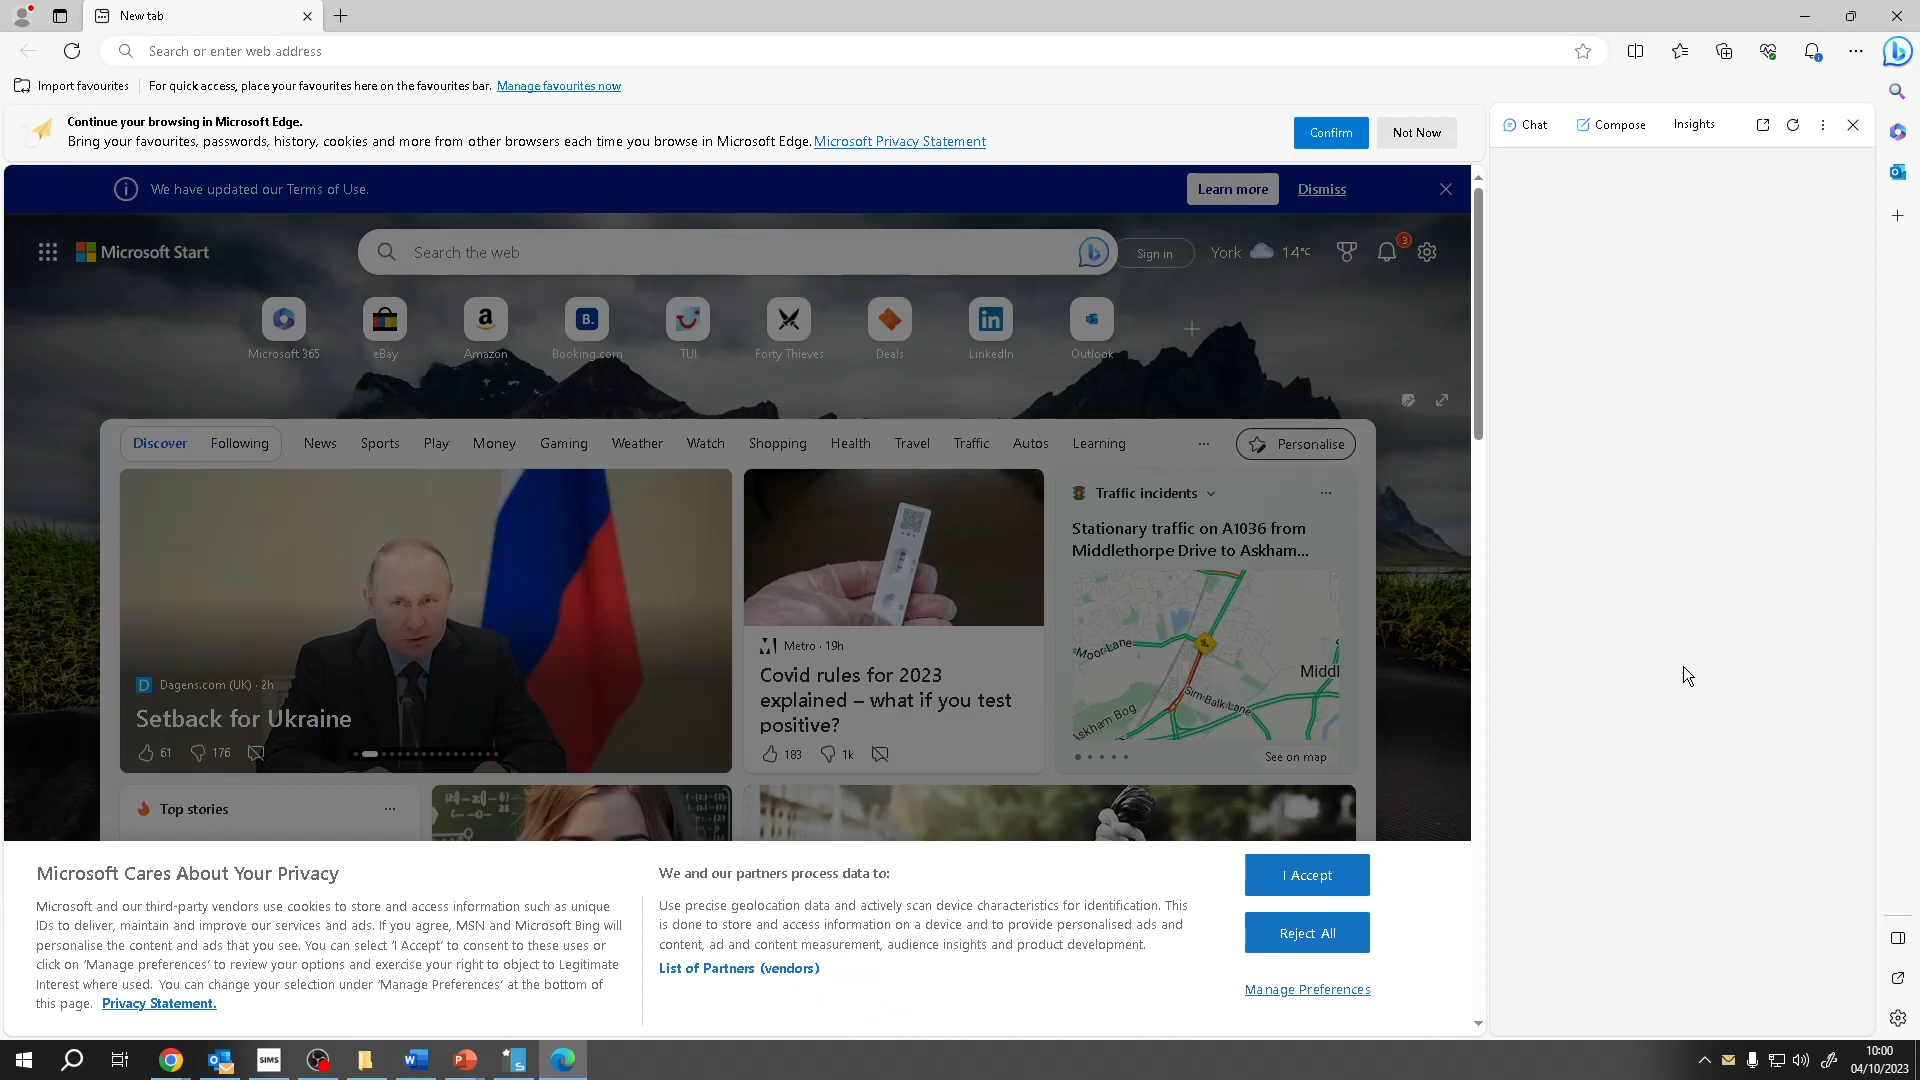 New tab
Search or enter web address
Import favourites
For quick access, place your favourites here on the favourites bar. Manage favourites now
Continue your browsing in Microsoft Edge.
Bring your favourites, passwords, history, cookies and more from other browsers each time you browse in Microsoft Edge. Microsoft Privacy Statement
Confirm
Not Now
Chat
Compose
Insights
We have updated our Terms of Use.
Learn more
Dismiss
Microsoft Start
Search the web
Sign in
York
14°C
3
Microsoft 365
eBay
Amazon
Booking.com
TUI
Forty Thieves
Deals
LinkedIn
Outlook
Discover
Following
News
Sports
Play
Money
Gaming
Weather
Watch
Shopping
Health
Travel
Traffic
Autos
Learning
Personalise
Dagens.com (UK) · 2h
Setback for Ukraine
61
176
Metro · 19h
Covid rules for 2023
explained – what if you test
positive?
183
1k
Traffic incidents
Stationary traffic on A1036 from
Middlethorpe Drive to Askham...
Moor-Lane
Middl
Sim-Balk-Lane
Askham Bog
See on map
Top stories
Microsoft Cares About Your Privacy
Microsoft and our third-party vendors use cookies to store and access information such as unique
IDs to deliver, maintain and improve our services and ads. If you agree, MSN and Microsoft Bing will
personalise the content and ads that you see. You can select 'I Accept' to consent to these uses or
click on 'Manage preferences' to review your options and exercise your right to object to Legitimate
Interest where used. You can change your selection under 'Manage Preferences' at the bottom of
this page. Privacy Statement.
We and our partners process data to:
Use precise geolocation data and actively scan device characteristics for identification. This
is done to store and access information on a device and to provide personalised ads and
content, ad and content measurement, audience insights and product development.
List of Partners (vendors)
I Accept
Reject All
Manage Preferences
SIMS
10:00
04/10/2023